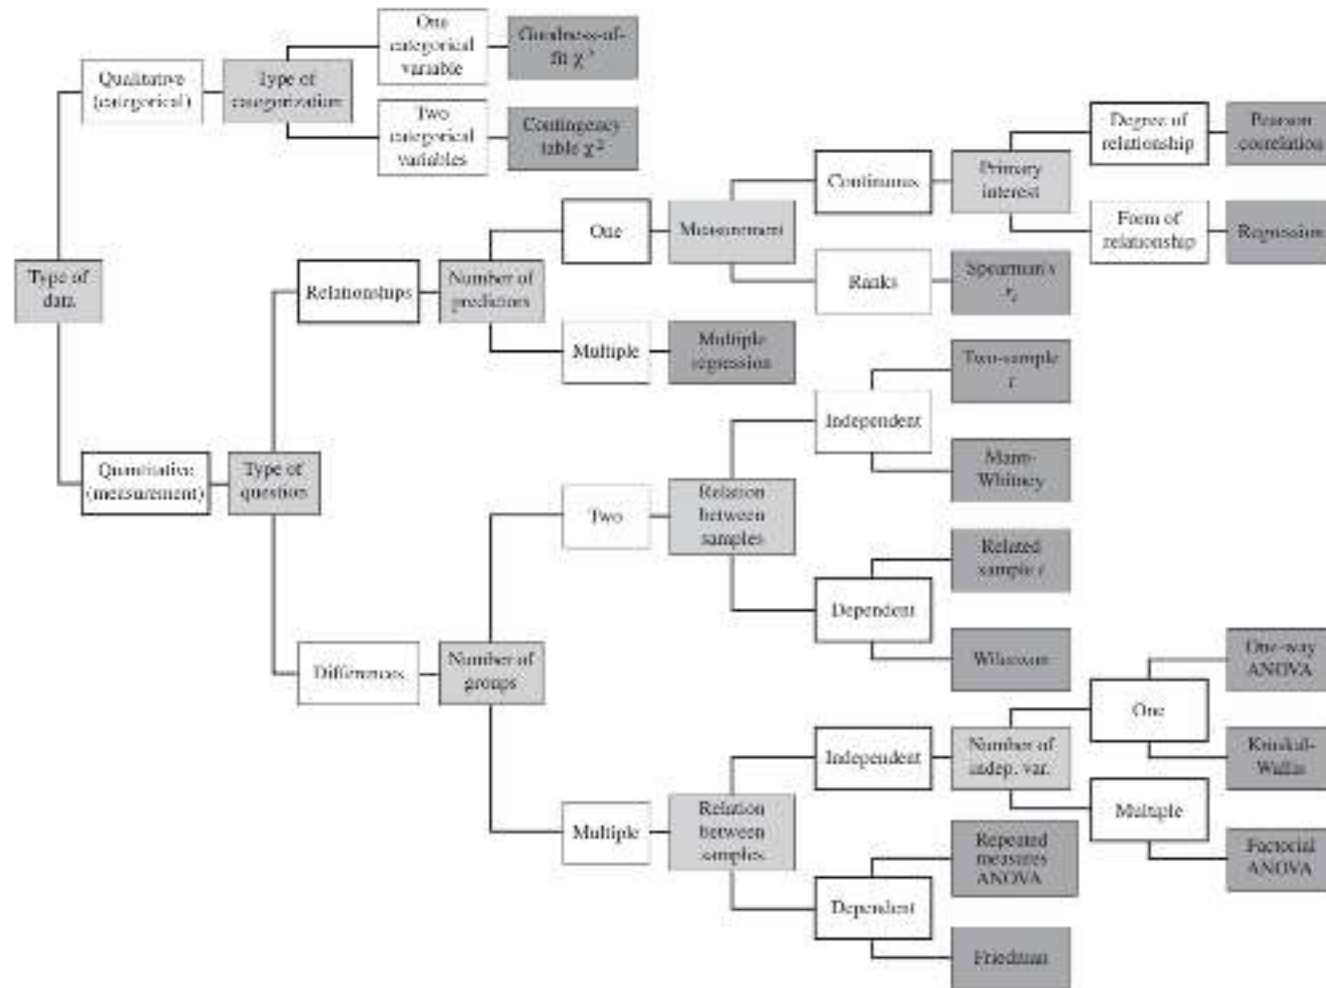 One
categorical
variable
Goodness-of-
fit χ²
Qualitative
(categorical)
Type of
categorization
Two
categorical
variables
Contingency
table χ²
Degree of
relationship
Pearson
correlation
Continuous
Primary
interest
One
Measurement
Form of
relationship
Regression
Type of
data
Relationships
Number of
predictors
Ranks
Spearman's
rₛ
Multiple
Multiple
regression
Two-sample
t
Independent
Mann-
Whitney
Quantitative
(measurement)
Type of
question
Two
Relation
between
samples
Related
sample t
Dependent
Wilcoxon
Differences
Number of
groups
One-way
ANOVA
One
Independent
Number of
indep. var.
Kruskal-
Wallis
Multiple
Multiple
Relation
between
samples
Repeated
measures
ANOVA
Factorial
ANOVA
Dependent
Friedman